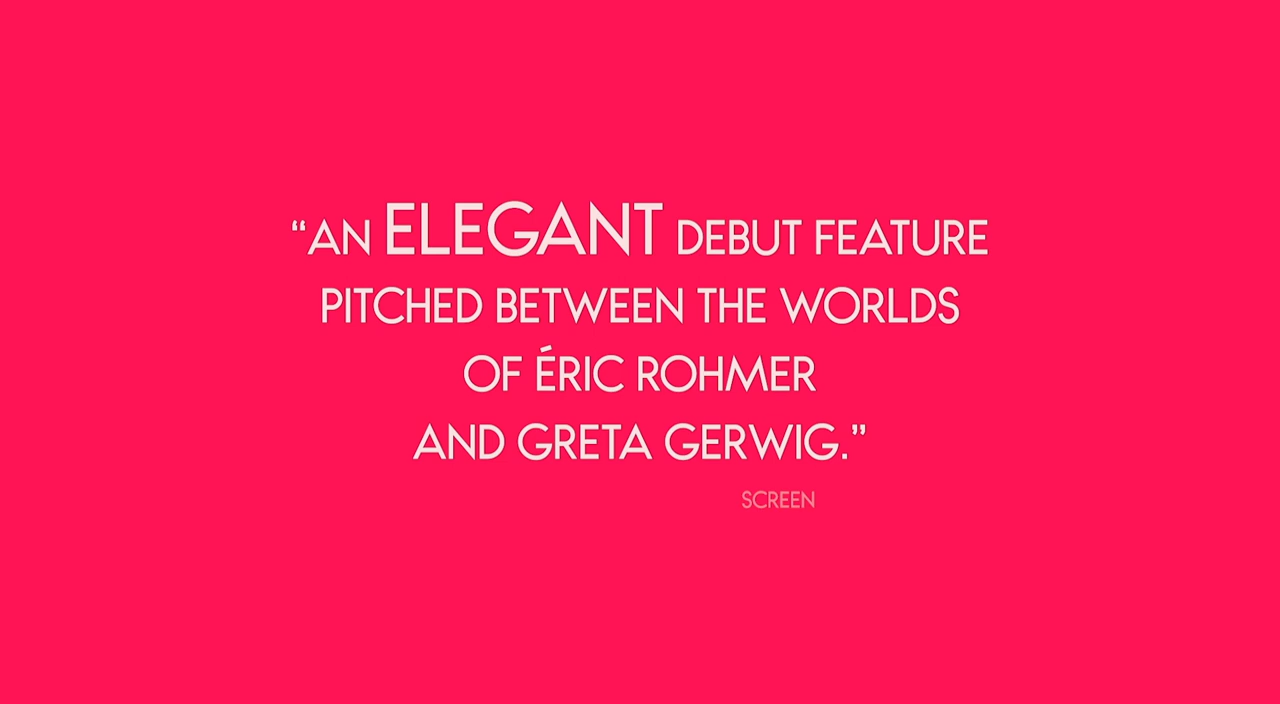 “AN ELEGANT DEBUT FEATURE
PITCHED BETWEEN THE WORLDS
OF ÉRIC ROHMER
AND GRETA GERWIG.”
SCREEN